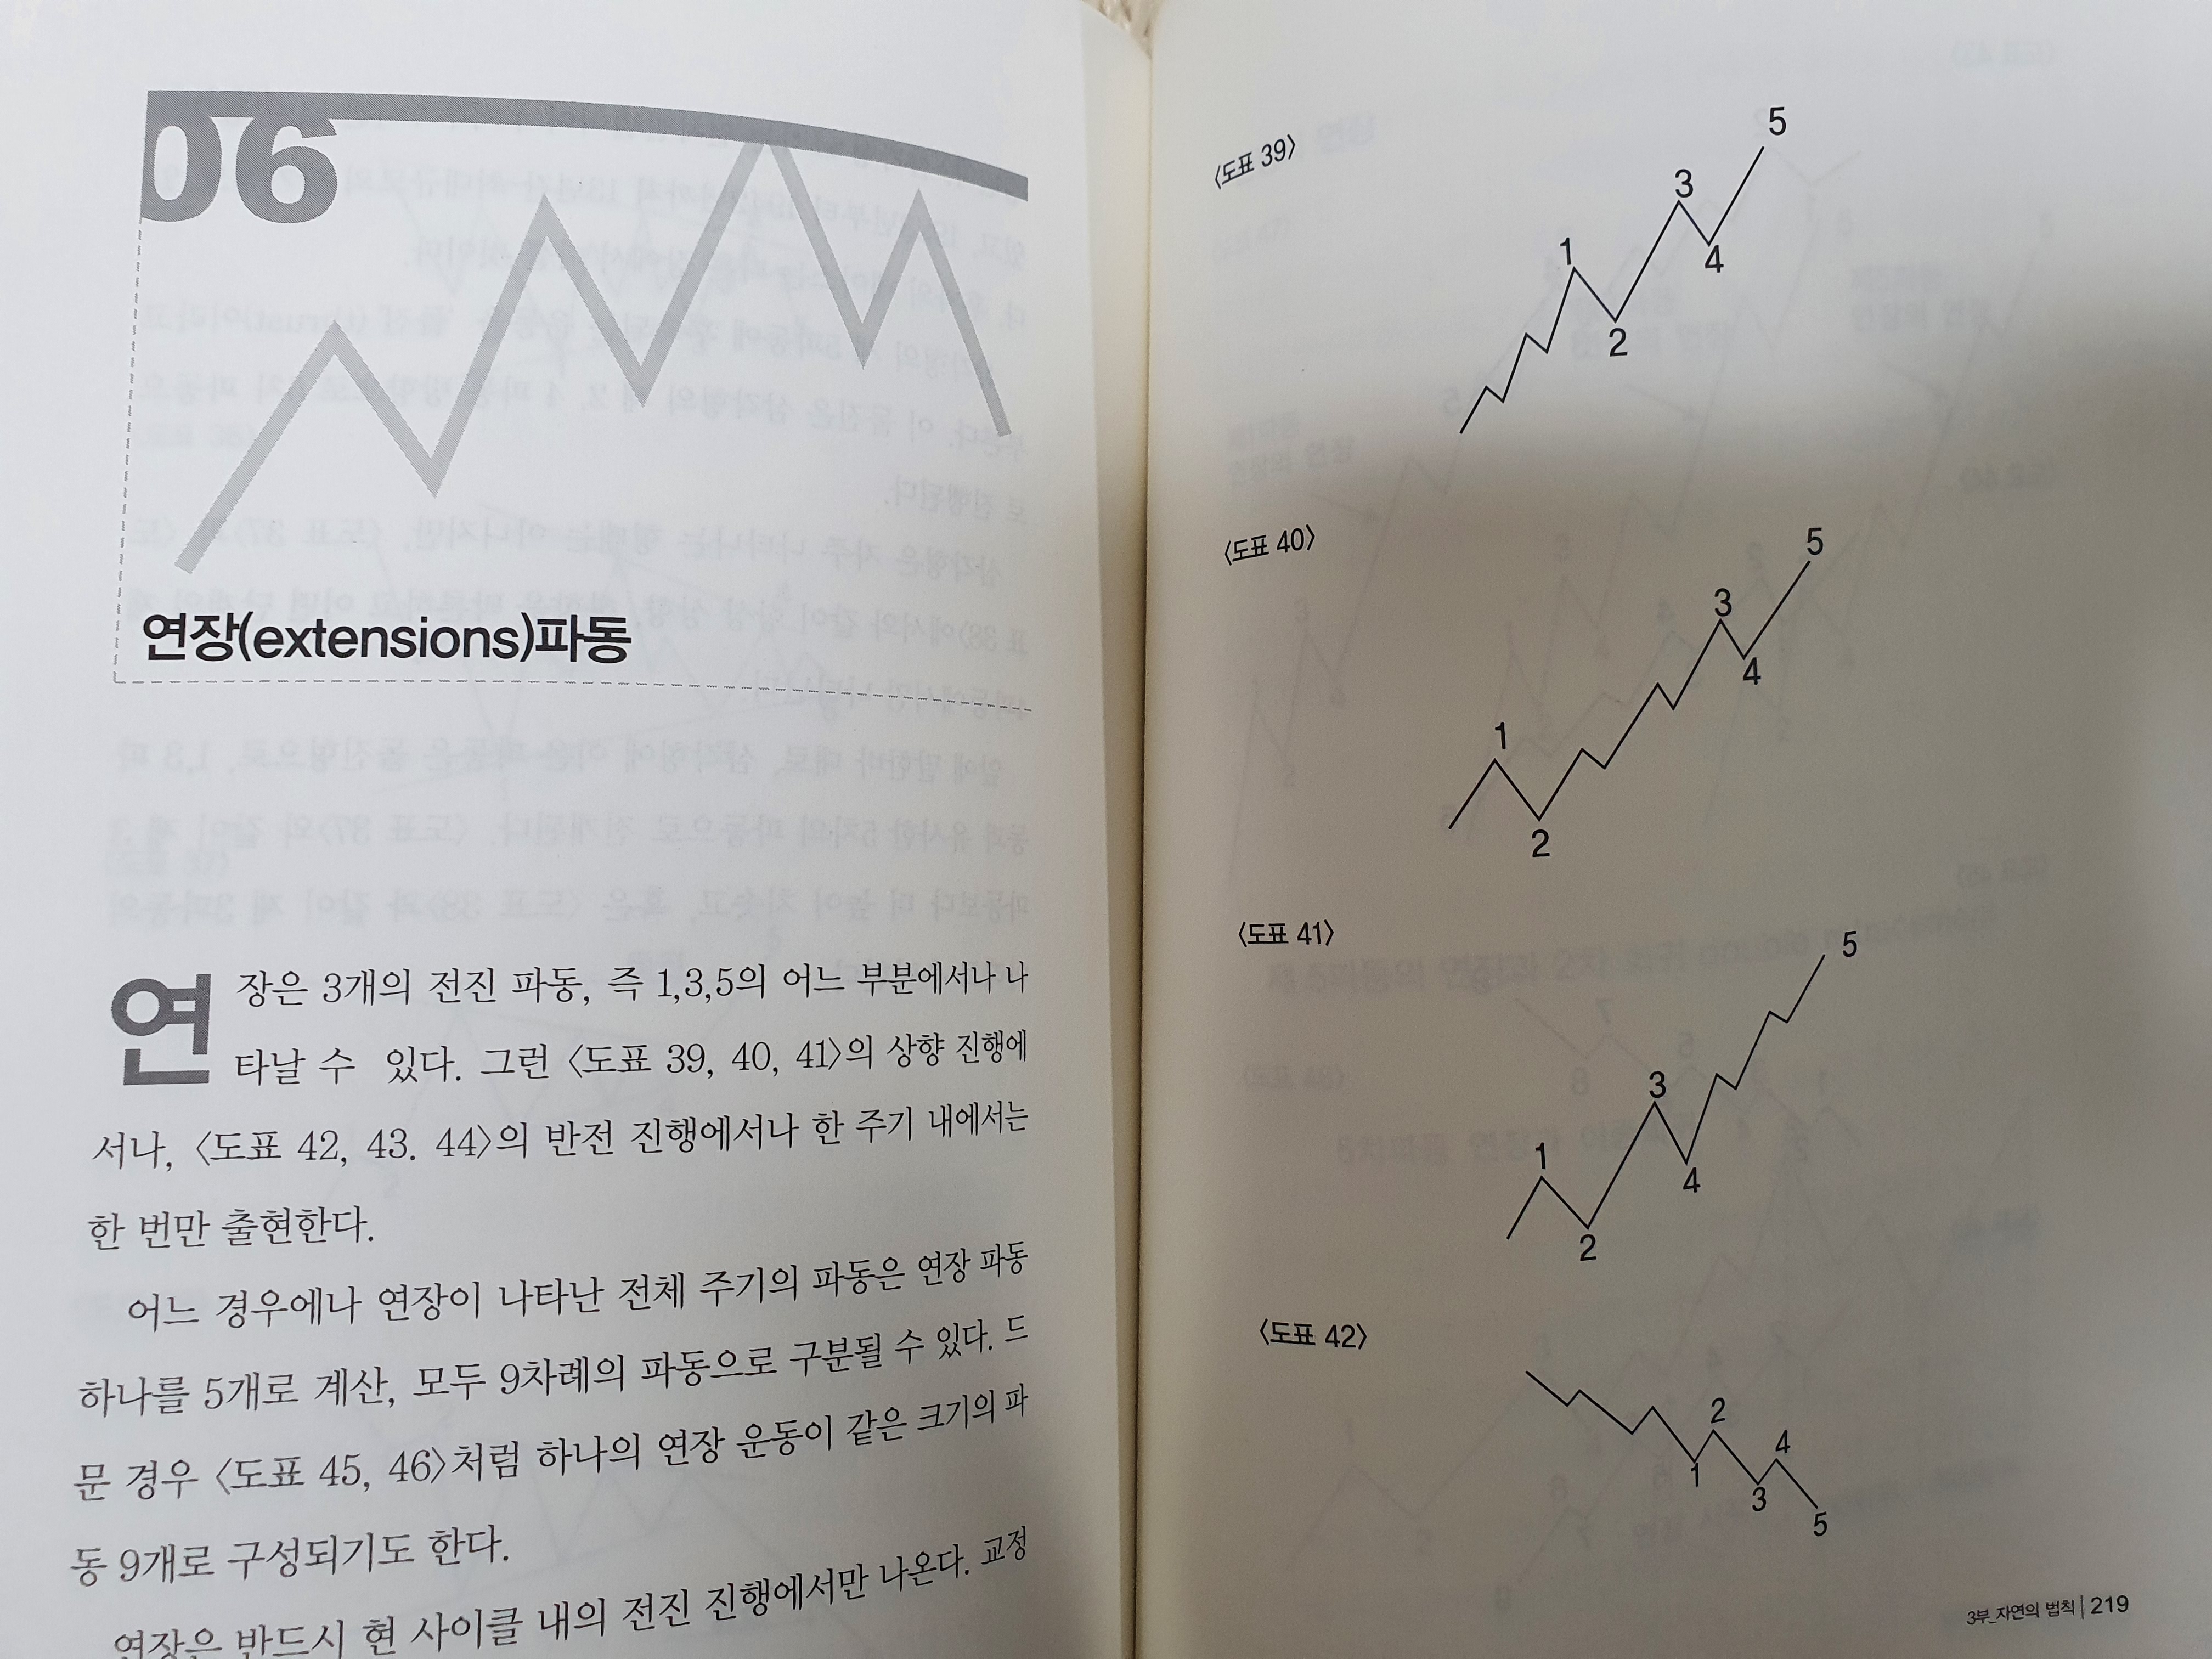 06
연장(extensions)파동
연장은 3개의 전진 파동, 즉 1,3,5의 어느 부분에서나 나
타날 수 있다. 그런 〈도표 39, 40, 41〉의 상향 진행에
서나, 〈도표 42, 43. 44〉의 반전 진행에서나 한 주기 내에서는
한 번만 출현한다.
어느 경우에나 연장이 나타난 전체 주기의 파동은 연장 파동
하나를 5개로 계산, 모두 9차례의 파동으로 구분될 수 있다. 드
문 경우 〈도표 45, 46〉처럼 하나의 연장 운동이 같은 크기의 파
동 9개로 구성되기도 한다.
연장은 반드시 현 사이클 내의 전진 진행에서만 나온다. 교정
〈도표 39〉
1
2
3
4
5
〈도표 40〉
1
2
3
4
5
〈도표 41〉
1
2
3
4
5
〈도표 42〉
1
2
3
4
5
3부_자연의 법칙 | 219